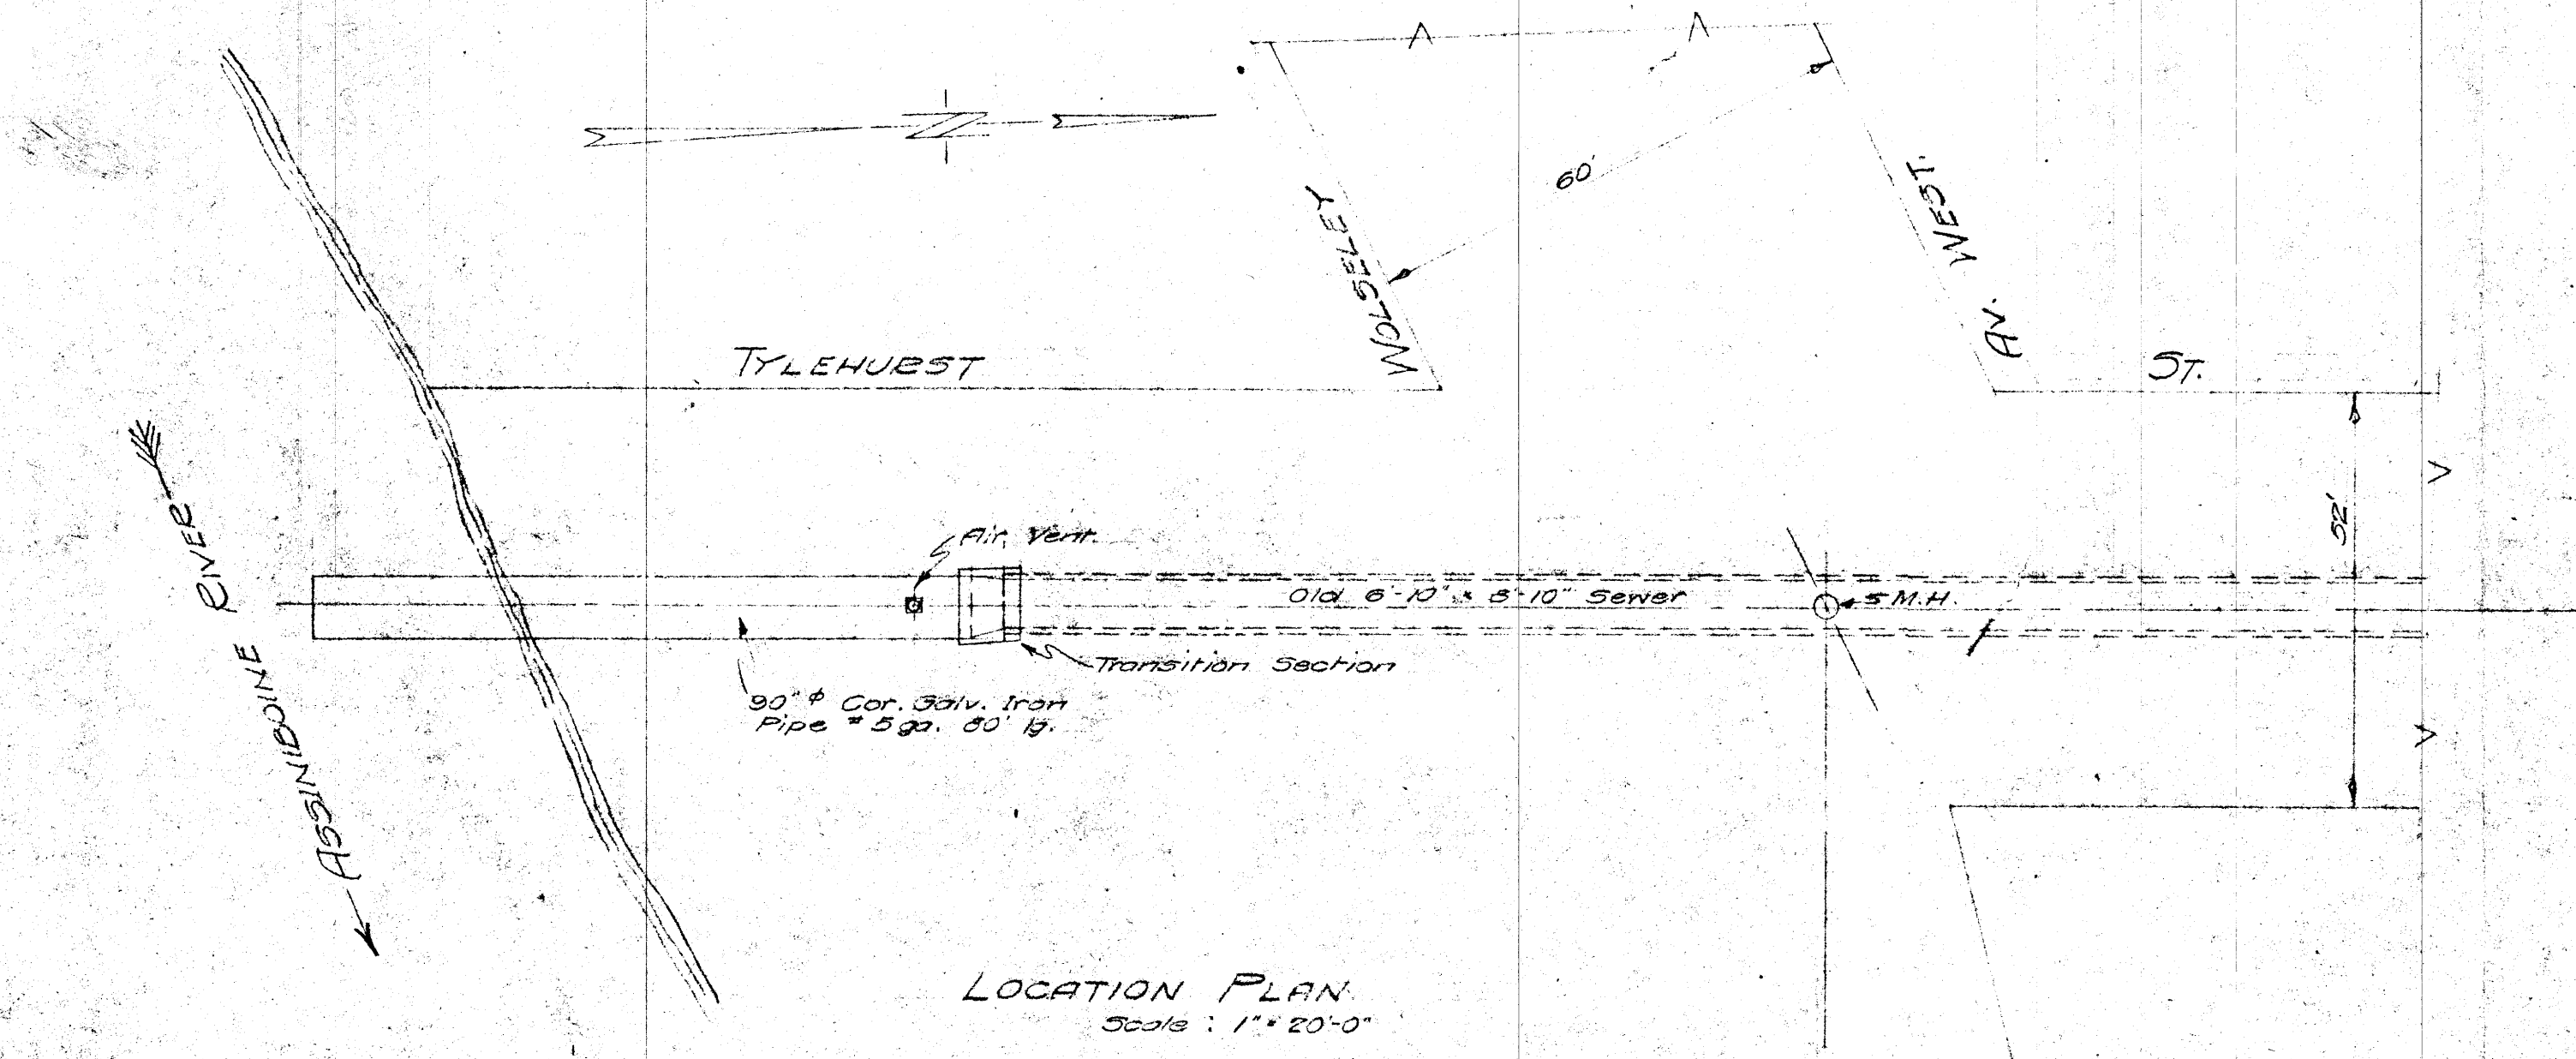 Z
60'
WOLSELEY
AV. WEST.
TYLEHURST ST.
ASSINIBOINE RIVER
52'
Air Vent.
Old 6'-10" x 8'-10" Sewer
5 M.H.
Transition Section
90" ϕ Cor. Galv. Iron
Pipe # 5 ga. 80' lg.
LOCATION PLAN.
Scale : 1" = 20'-0"